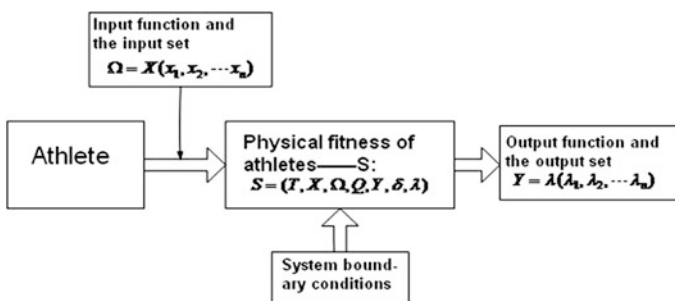 Input function and
the input set
Ω = X(x₁, x₂, ···xₙ)
Athlete
Physical fitness of
athletes——S:
S = (T, X, Ω, Q, Y, δ, λ)
Output function and
the output set
Y = λ(λ₁, λ₂, ···λₙ)
System bound-
ary conditions